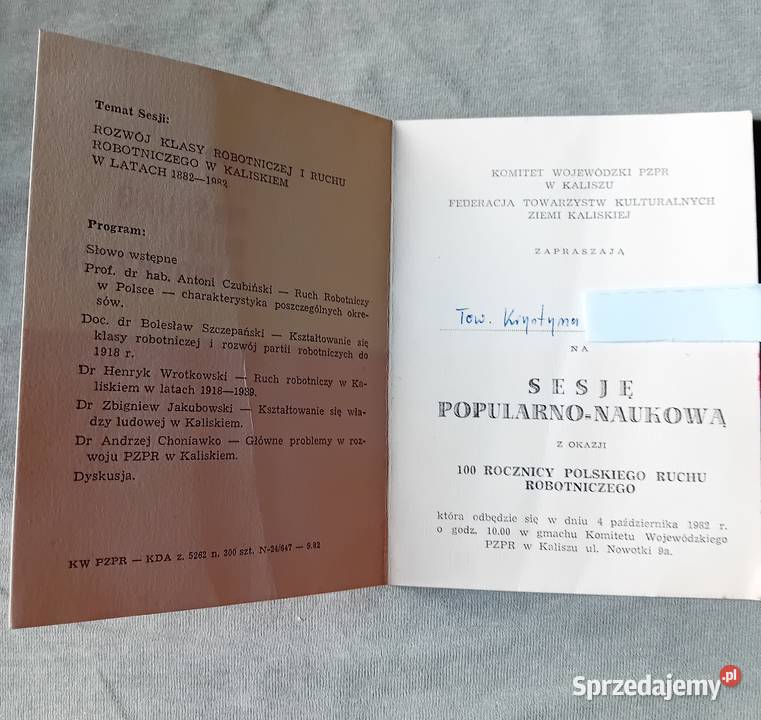 Temat Sesji:
ROZWÓJ KLASY ROBOTNICZEJ I RUCHU
ROBOTNICZEGO W KALISKIEM
W LATACH 1882—1982
Program:
Słowo wstępne
Prof. dr hab. Antoni Czubiński — Ruch Robotniczy
w Polsce — charakterystyka poszczególnych okre-
sów.
Doc. dr Bolesław Szczepański — Kształtowanie się
klasy robotniczej i rozwój partii robotniczych do
1918 r.
Dr Henryk Wrotkowski — Ruch robotniczy w Ka-
liskiem w latach 1918—1939.
Dr Zbigniew Jakubowski — Kształtowanie się wła-
dzy ludowej w Kaliskiem.
Dr Andrzej Choniawko — Główne problemy w roz-
woju PZPR w Kaliskiem.
Dyskusja.
KW PZPR — KDA z. 5262 n. 200 szt. N-24/647 — 9.82
KOMITET WOJEWÓDZKI PZPR
W KALISZU
FEDERACJA TOWARZYSTW KULTURALNYCH
ZIEMI KALISKIEJ
ZAPRASZAJĄ
Tow. Krystyna
NA
SESJĘ
POPULARNO-NAUKOWĄ
Z OKAZJI
100 ROCZNICY POLSKIEGO RUCHU
ROBOTNICZEGO
która odbędzie się w dniu 4 października 1982 r.
o godz. 10.00 w gmachu Komitetu Wojewódzkiego
PZPR w Kaliszu ul. Nowotki 9a.
Sprzedajemy.pl